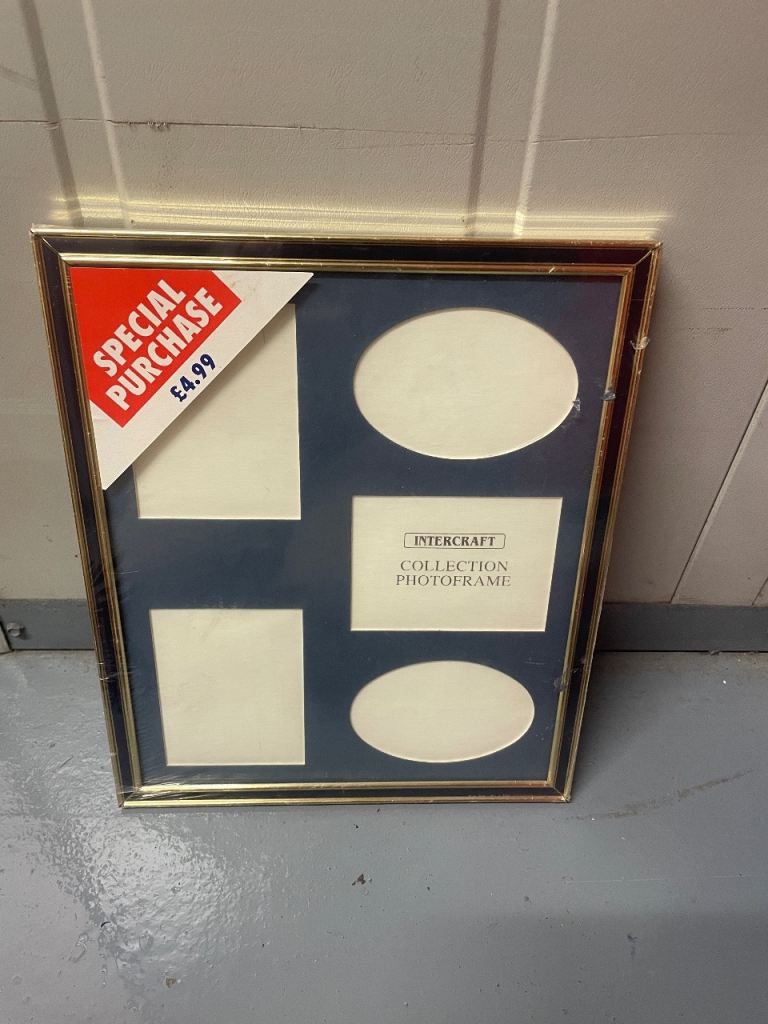 SPECIAL
PURCHASE
£4.99
INTERCRAFT
COLLECTION
PHOTOFRAME